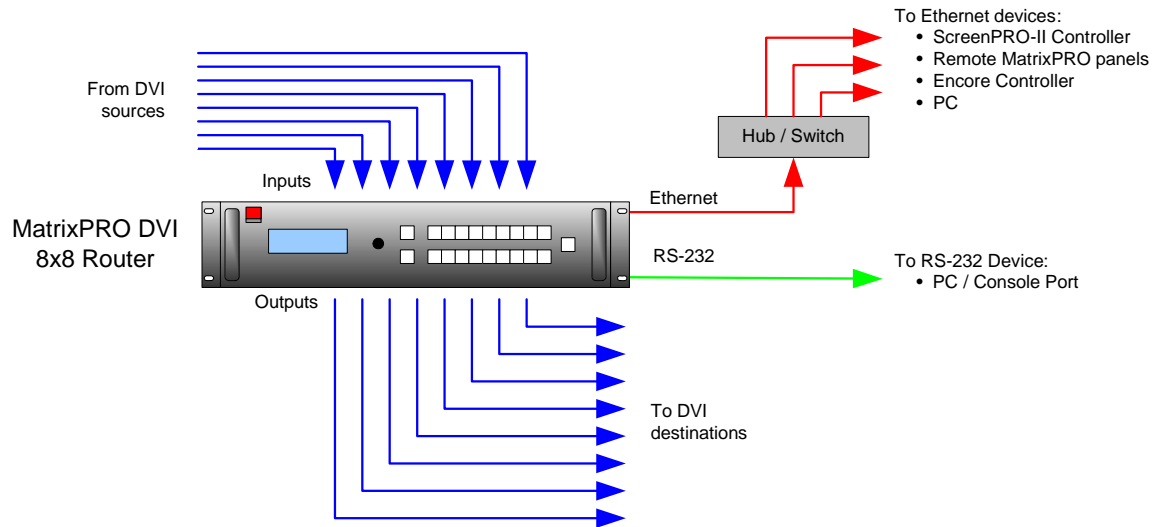 To Ethernet devices:
• ScreenPRO-II Controller
• Remote MatrixPRO panels
• Encore Controller
• PC
From DVI
sources
Hub / Switch
Inputs
Ethernet
MatrixPRO DVI
8x8 Router
RS-232
To RS-232 Device:
• PC / Console Port
Outputs
To DVI
destinations